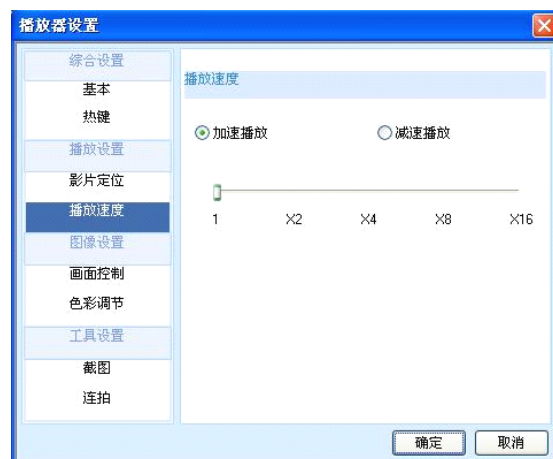 播放器设置
综合设置
基本
热键
播放设置
影片定位
播放速度
图像设置
画面控制
色彩调节
工具设置
截图
连拍
播放速度
加速播放
减速播放
1 X2 X4 X8 X16
确定
取消